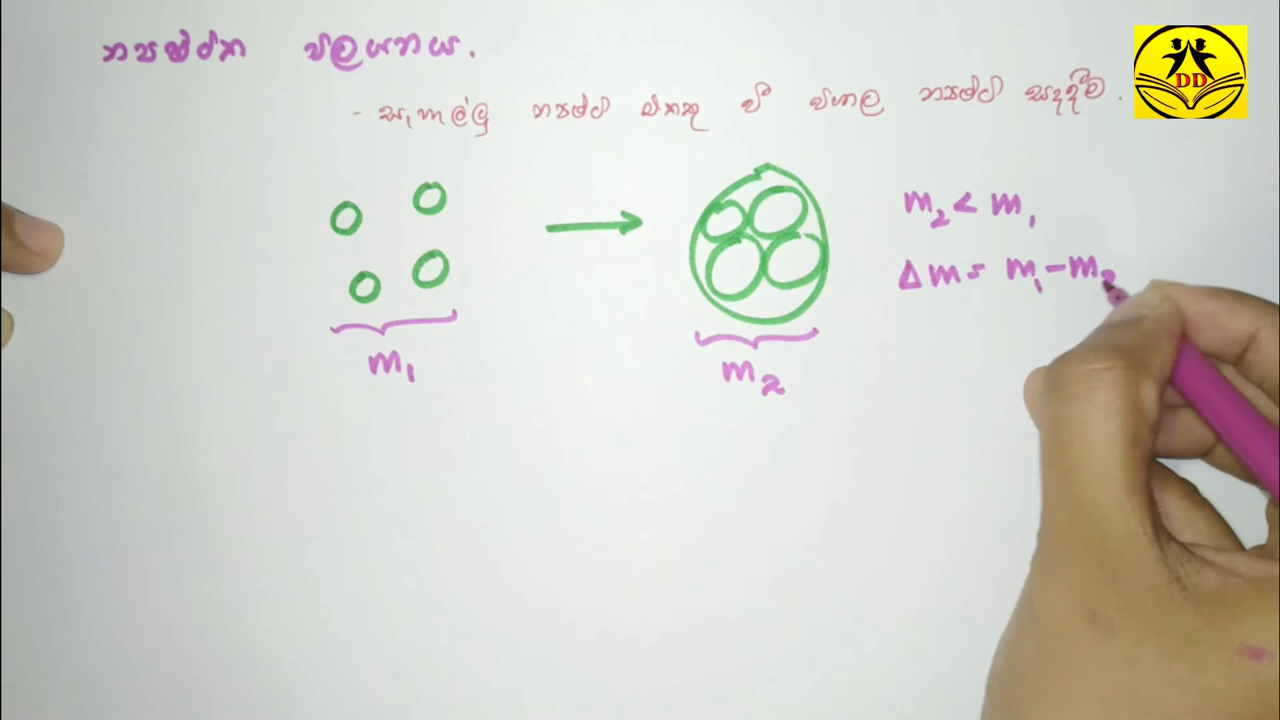 න්‍යෂ්ටික විලයනය.
- සැහැල්ලු න්‍යෂ්ටි එකතු වී විශාල න්‍යෂ්ටි සෑදීම.
DD
m₂ < m₁
Δm = m₁ - m₂
m₁
m₂